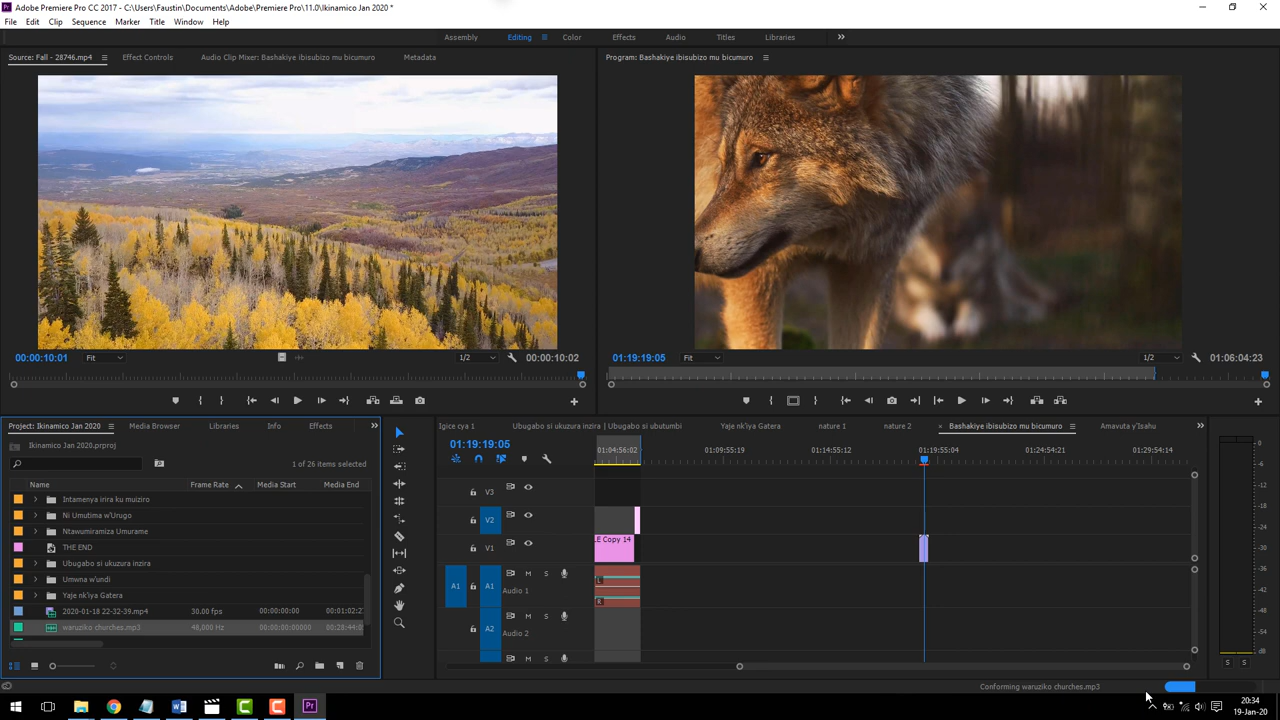 Adobe Premiere Pro CC 2017 - C:\Users\Faustin\Documents\Adobe\Premiere Pro\11.0\Ikinamico Jan 2020 *
File Edit Clip Sequence Marker Title Window Help
Assembly Editing Color Effects Audio Titles Libraries
Source: Fall - 28746.mp4 Effect Controls Audio Clip Mixer: Bashakiye ibisubizo mu bicumuro Metadata
Program: Bashakiye ibisubizo mu bicumuro
00:00:10:01 Fit 1/2 00:00:10:02
01:19:19:05 Fit 1/2 01:06:04:23
Project: Ikinamico Jan 2020 Media Browser Libraries Info Effects
Ikinamico Jan 2020.prproj
1 of 26 items selected
Name Frame Rate Media Start Media End
Intamenya irira ku muiziro
Ni Umutima w'Urugo
Ntawumiramiza Umurame
THE END
Ubugabo si ukuzura inzira
Umwna w'undi
Yaje nk'iya Gatera
2020-01-18 22-32-39.mp4 30.00 fps 00:00:00:00 00:01:02:2
waruziko churches.mp3 48,000 Hz 00:00:00:00000 00:28:44:0
Igice cya 1 Ubugabo si ukuzura inzira | Ubugabo si ubutumbi Yaje nk'iya Gatera nature 1 nature 2 Bashakiye ibisubizo mu bicumuro Amavuta y'Isahu
01:19:19:05
01:04:56:02 01:09:55:19 01:14:55:12 01:19:55:04 01:24:54:21 01:29:54:14
V3
V2
V1
LE Copy 14
A1 A1 M S
Audio 1
L
R
A2 M S
Audio 2
M S
0
-6
-12
-18
-24
-30
-36
-42
-48
-54
S S
Conforming waruziko churches.mp3
20:34
19-Jan-20